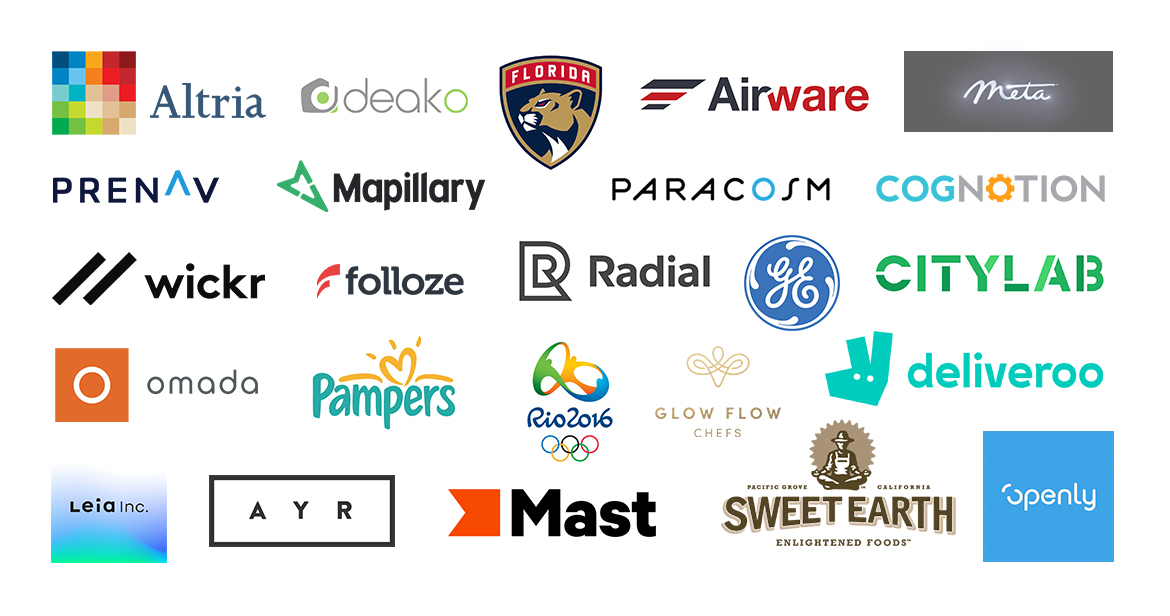 Altria
deako
FLORIDA
Airware
Meta
PRENAV
Mapillary
PARACOSM
COGNOTION
wickr
folloze
R Radial
GE
CITYLAB
omada
Pampers
Rio2016
GLOW FLOW
CHEFS
deliveroo
Leia Inc.
AYR
Mast
PACIFIC GROVE CALIFORNIA
SWEET EARTH
ENLIGHTENED FOODS™
openly